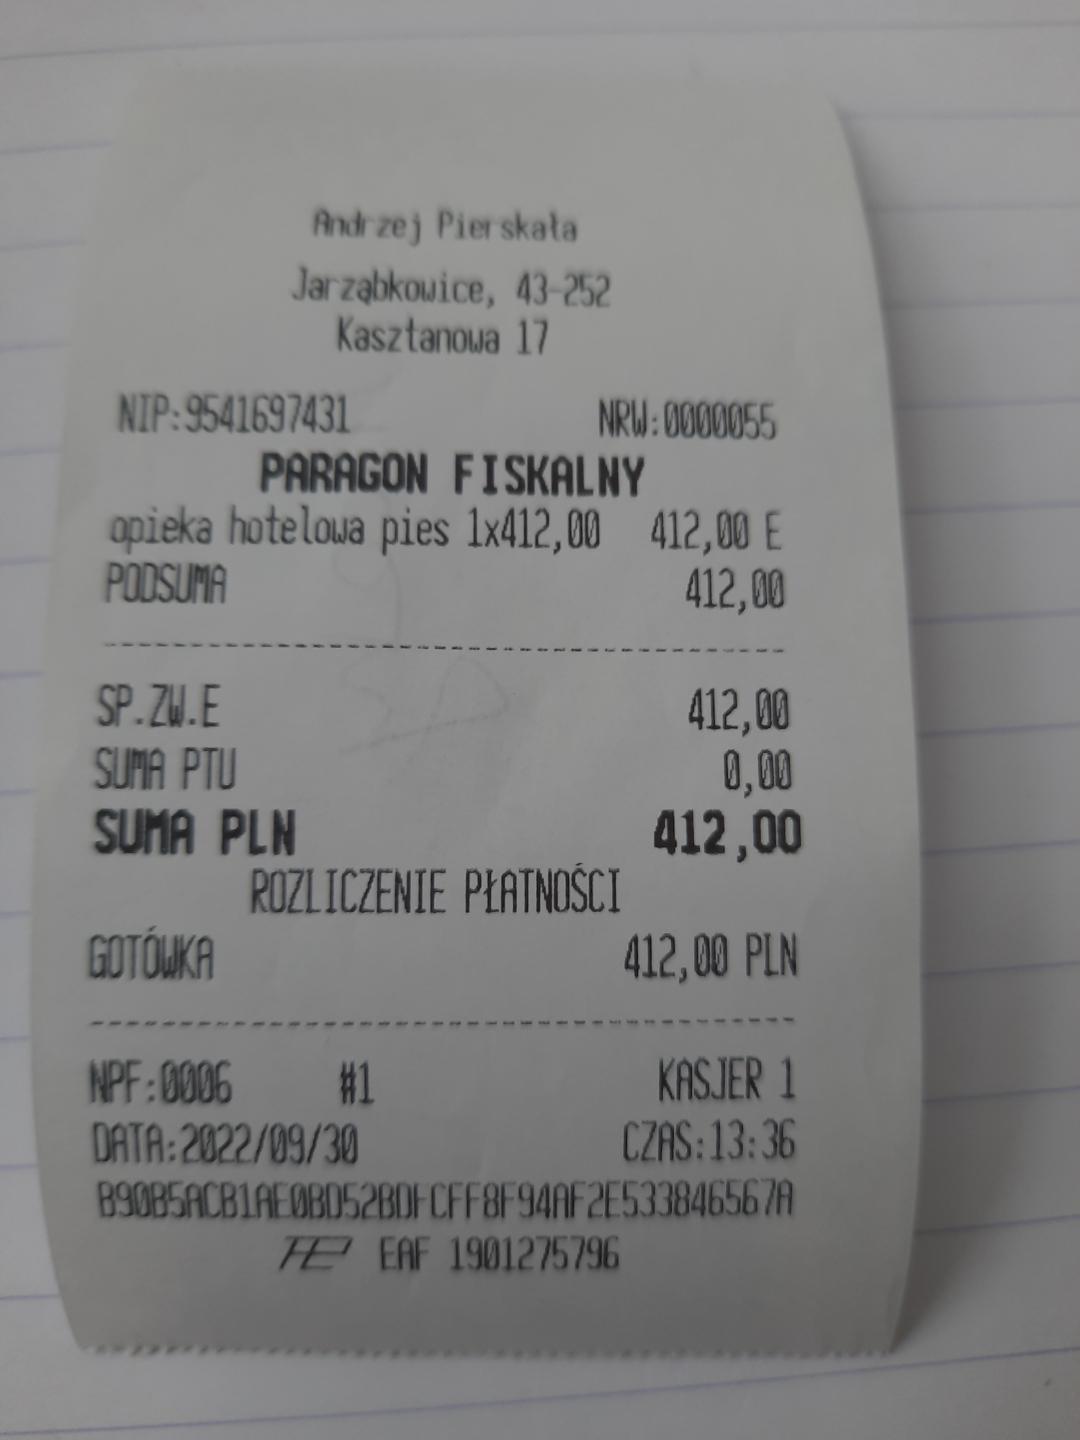 Andrzej Pierskała
Jarząbkowice, 43-252
Kasztanowa 17
NIP:9541697431 NRW:0000055
PARAGON FISKALNY
opieka hotelowa pies 1x412,00 412,00 E
PODSUMA 412,00
SP.ZW.E 412,00
SUMA PTU 0,00
SUMA PLN 412,00
ROZLICZENIE PŁATNOŚCI
GOTÓWKA 412,00 PLN
NPF:0006 #1 KASJER 1
DATA:2022/09/30 CZAS:13:36
B90B5ACB1AE0BD52BDFCFF8F94AF2E533846567A
EAF 1901275796